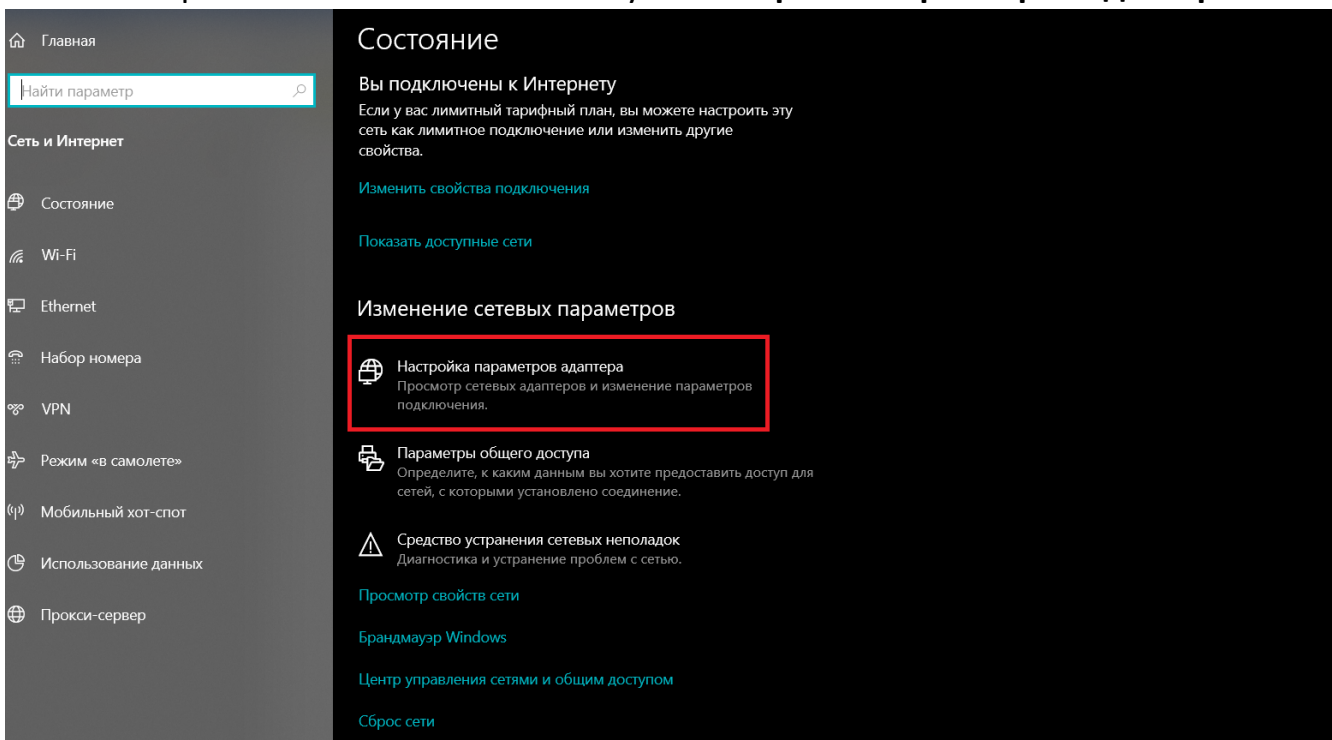 Главная
Найти параметр
Сеть и Интернет
Состояние
Wi-Fi
Ethernet
Набор номера
VPN
Режим «в самолете»
Мобильный хот-спот
Использование данных
Прокси-сервер
Состояние
Вы подключены к Интернету
Если у вас лимитный тарифный план, вы можете настроить эту
сеть как лимитное подключение или изменить другие
свойства.
Изменить свойства подключения
Показать доступные сети
Изменение сетевых параметров
Настройка параметров адаптера
Просмотр сетевых адаптеров и изменение параметров
подключения.
Параметры общего доступа
Определите, к каким данным вы хотите предоставить доступ для
сетей, с которыми установлено соединение.
Средство устранения сетевых неполадок
Диагностика и устранение проблем с сетью.
Просмотр свойств сети
Брандмауэр Windows
Центр управления сетями и общим доступом
Сброс сети